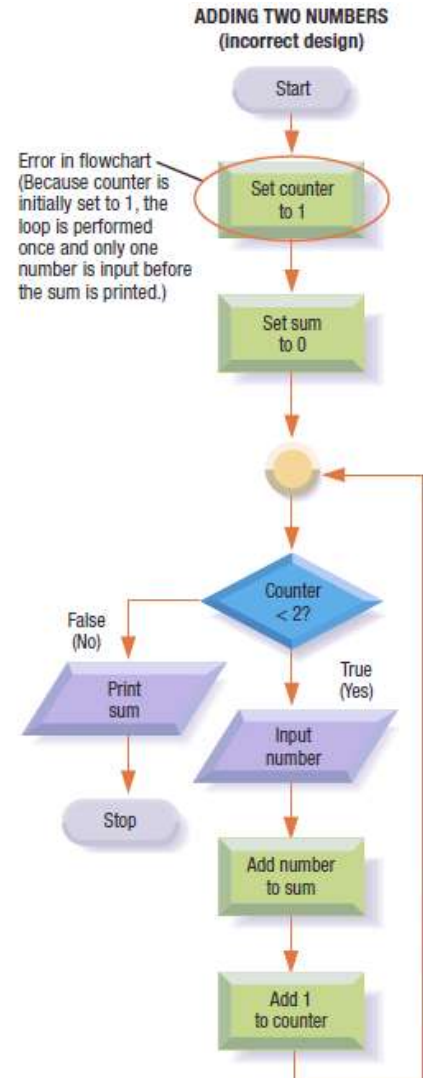 ADDING TWO NUMBERS
(incorrect design)
Start
Error in flowchart
(Because counter is
initially set to 1, the
loop is performed
once and only one
number is input before
the sum is printed.)
Set counter
to 1
Set sum
to 0
Counter
< 2?
False
(No)
True
(Yes)
Print
sum
Input
number
Stop
Add number
to sum
Add 1
to counter